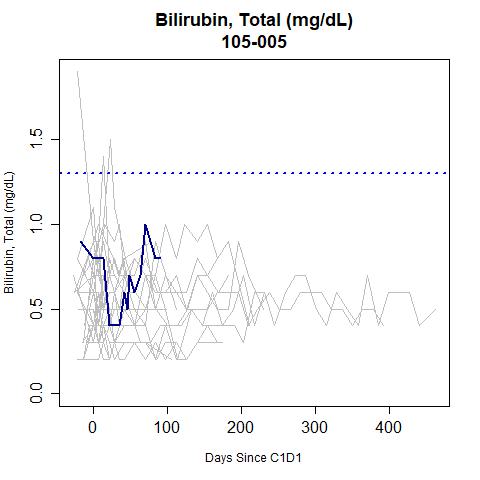 Bilirubin, Total (mg/dL)
105-005
Bilirubin, Total (mg/dL)
1.5
1.0
0.5
0.0
0 100 200 300 400
Days Since C1D1